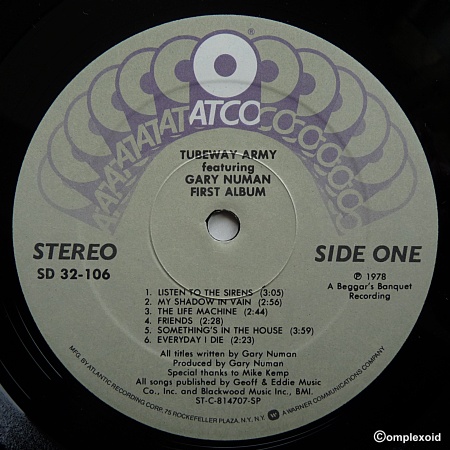 ATCO
TUBEWAY ARMY
featuring
GARY NUMAN
FIRST ALBUM
STEREO
SD 32-106
SIDE ONE
℗ 1978
A Beggar's Banquet
Recording
1. LISTEN TO THE SIRENS (3:05)
2. MY SHADOW IN VAIN (2:56)
3. THE LIFE MACHINE (2:44)
4. FRIENDS (2:28)
5. SOMETHING'S IN THE HOUSE (3:59)
6. EVERYDAY I DIE (2:23)
All titles written by Gary Numan
Produced by Gary Numan
Special thanks to Mike Kemp
All songs published by Geoff & Eddie Music
Co., Inc. and Blackwood Music Inc., BMI.
ST-C-814707-SP
MFG. BY ATLANTIC RECORDING CORP., 75 ROCKEFELLER PLAZA, N.Y., N.Y. A WARNER COMMUNICATIONS COMPANY
©omplexoid